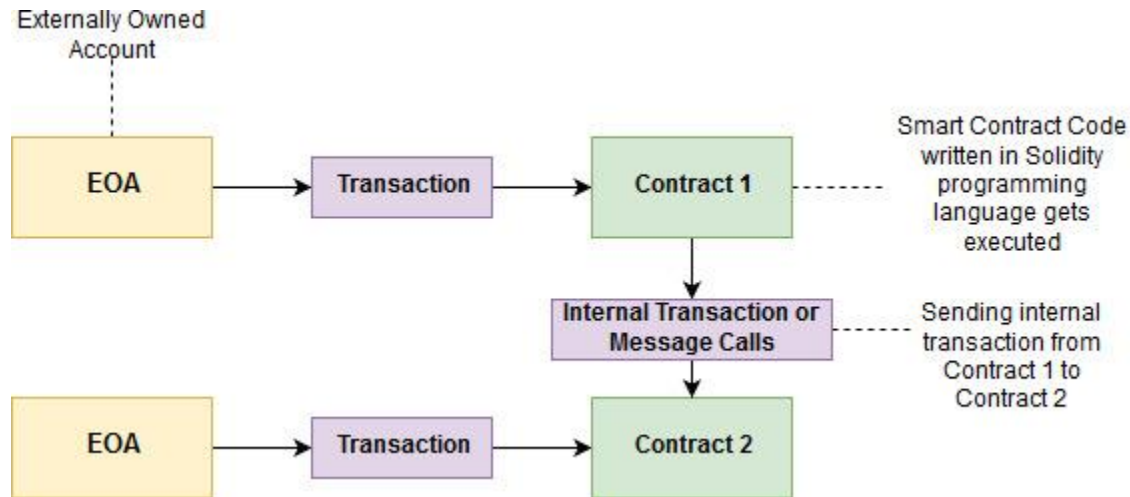 Externally Owned
Account
EOA
Transaction
Contract 1
Smart Contract Code
written in Solidity
programming
language gets
executed
Internal Transaction or
Message Calls
Sending internal
transaction from
Contract 1 to
Contract 2
EOA
Transaction
Contract 2